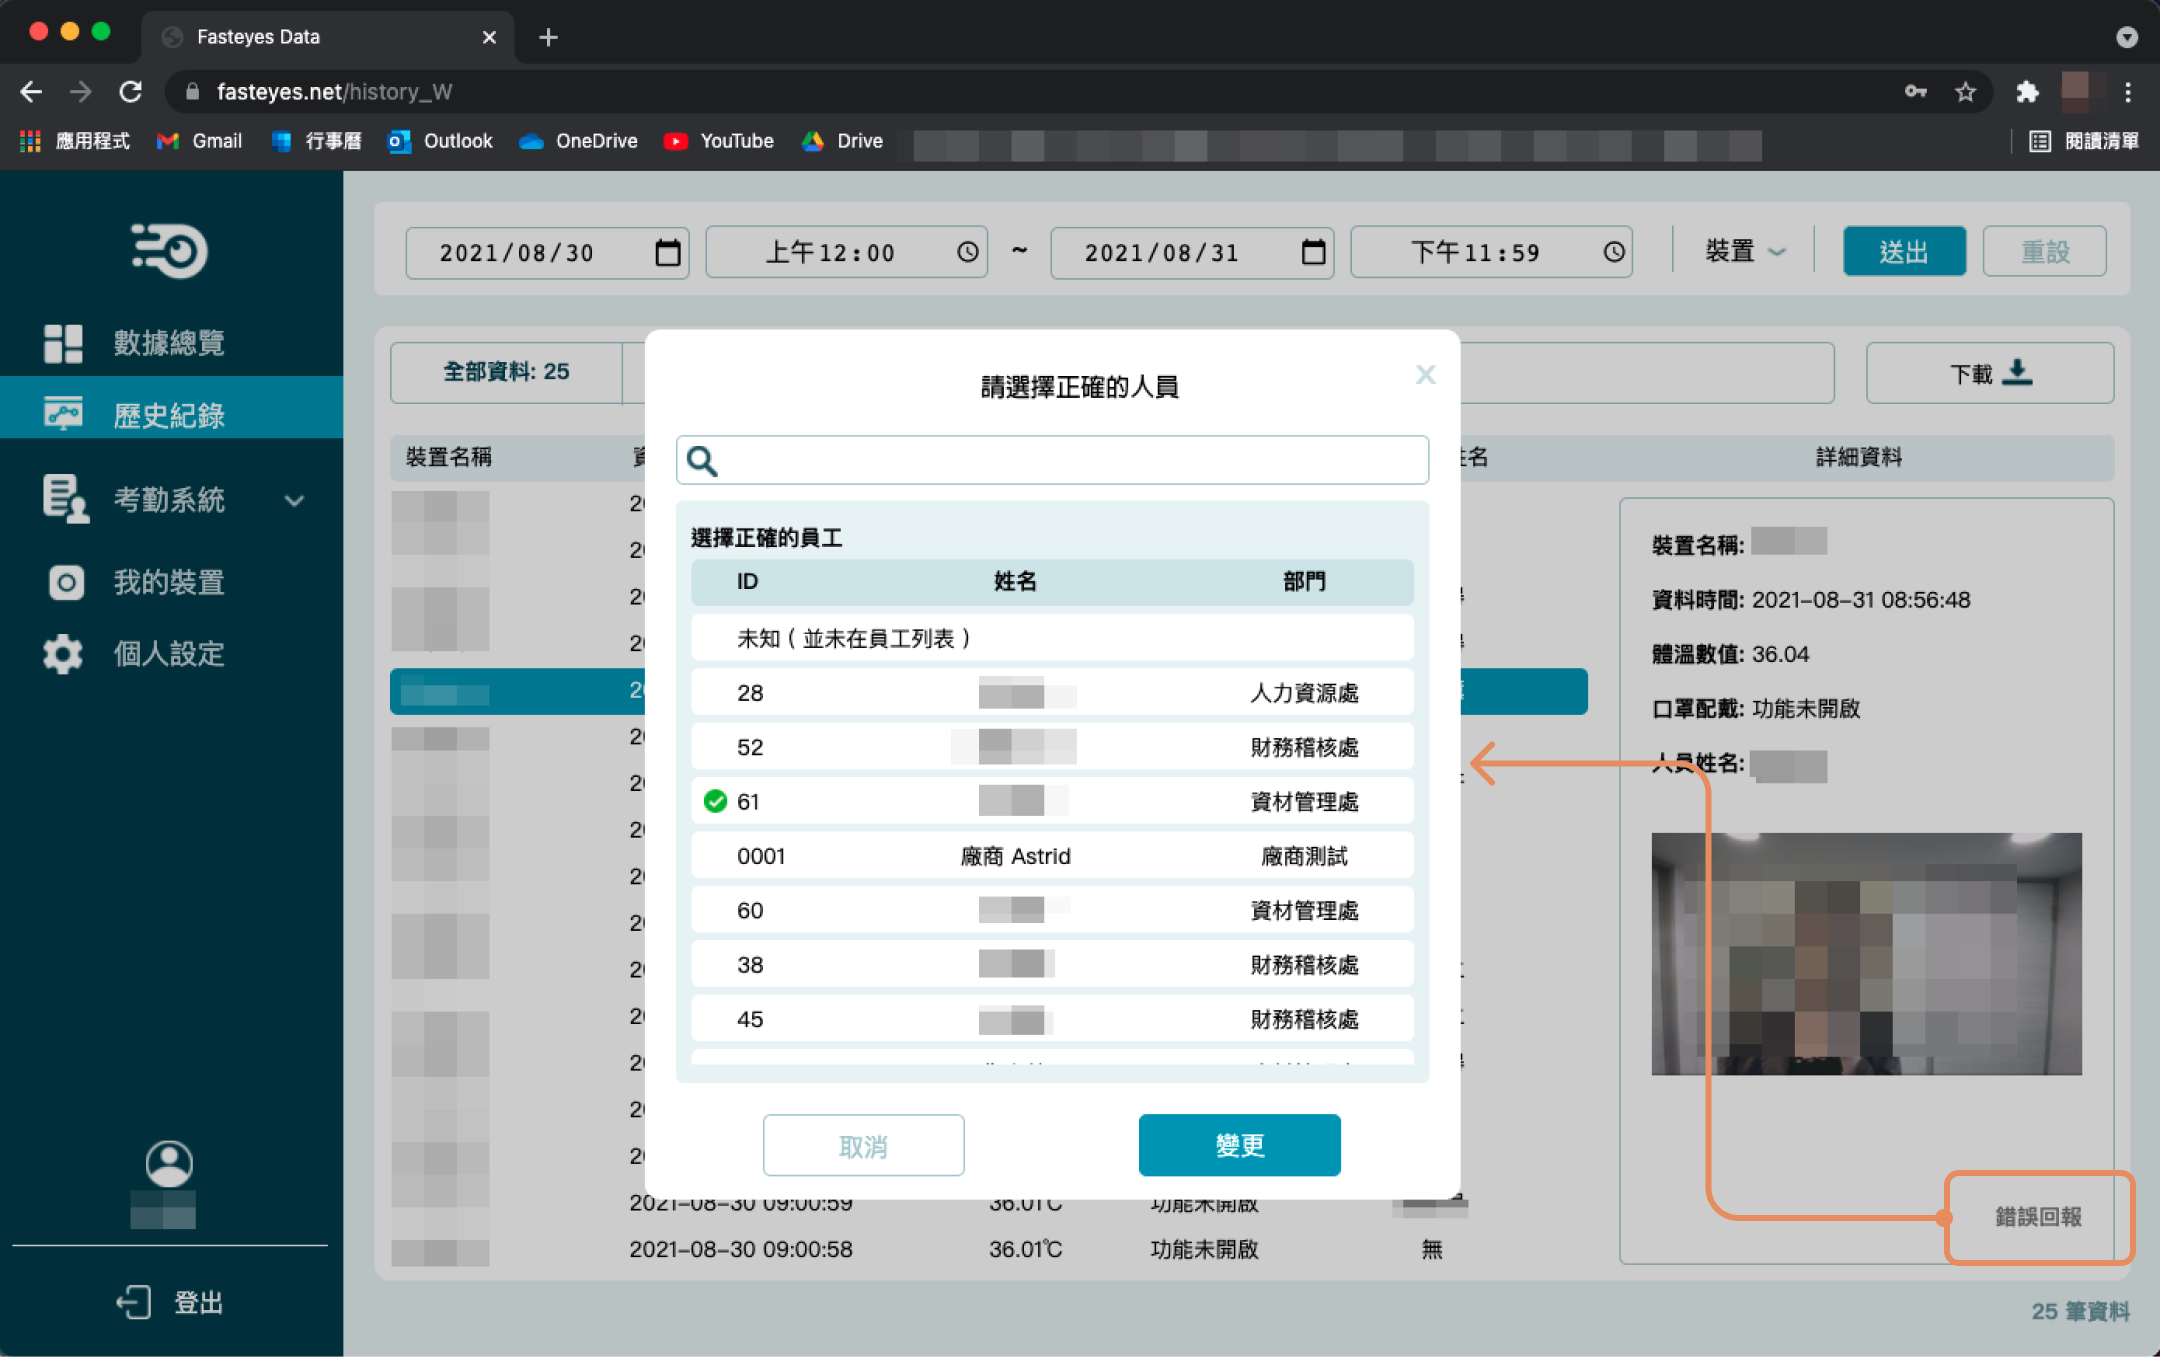 Fasteyes Data
fasteyes.net/history_W
應用程式 Gmail 行事曆 Outlook OneDrive YouTube Drive 閱讀清單
2021/08/30 上午12:00 ~ 2021/08/31 下午11:59 裝置 送出 重設
數據總覽
歷史紀錄
考勤系統
我的裝置
個人設定
登出
全部資料: 25
下載
裝置名稱
詳細資料
請選擇正確的人員
X
選擇正確的員工
ID 姓名 部門
未知 ( 並未在員工列表 )
28 人力資源處
52 財務稽核處
61 資材管理處
0001 廠商 Astrid 廠商測試
60 資材管理處
38 財務稽核處
45 財務稽核處
取消 變更
2021-08-30 09:00:59 36.01℃ 功能未開啟
2021-08-30 09:00:58 36.01℃ 功能未開啟 無
裝置名稱:
資料時間: 2021-08-31 08:56:48
體溫數值: 36.04
口罩配戴: 功能未開啟
人員姓名:
錯誤回報
25 筆資料